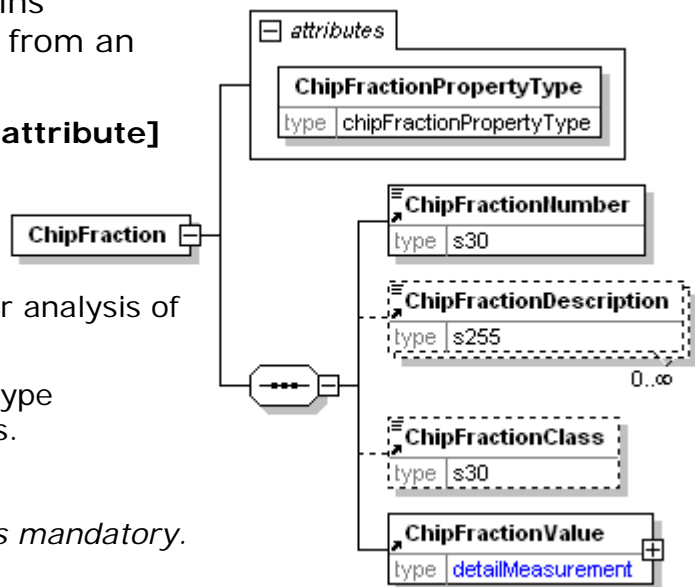 ins
from an
attribute]
r analysis of
ype
s.
s mandatory.
ChipFraction
attributes
ChipFractionPropertyType
type chipFractionPropertyType
ChipFractionNumber
type s30
ChipFractionDescription
type s255
0..∞
ChipFractionClass
type s30
ChipFractionValue
type detailMeasurement